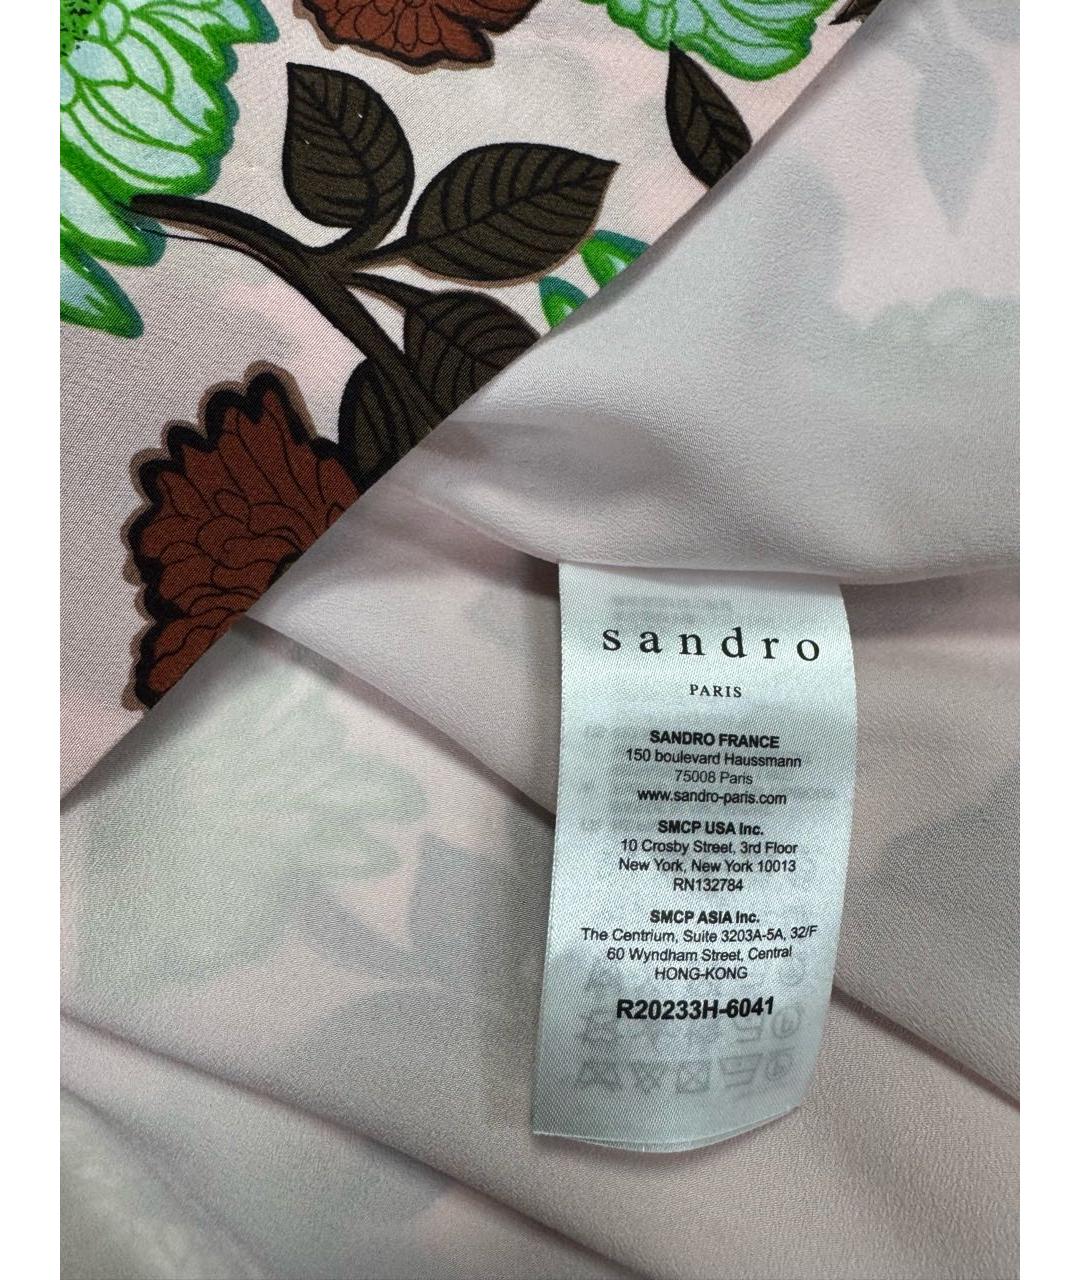 sandro
PARIS
SANDRO FRANCE
150 boulevard Haussmann
75008 Paris
www.sandro-paris.com
SMCP USA Inc.
10 Crosby Street, 3rd Floor
New York, New York 10013
RN132784
SMCP ASIA Inc.
The Centrium, Suite 3203A-5A, 32/F
60 Wyndham Street, Central
HONG-KONG
R20233H-6041